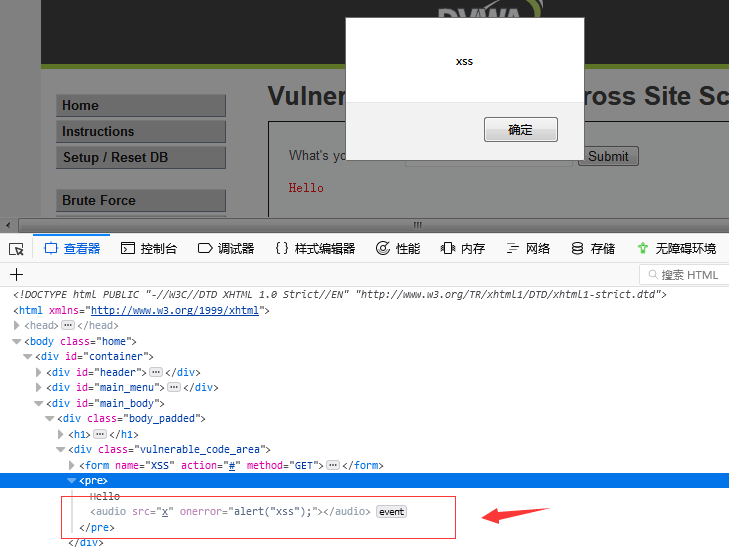 DVWA
xss
确定
Home
Instructions
Setup / Reset DB
Brute Force
Vulner
ross Site Sc
What's yo
Submit
Hello
查看器 控制台 调试器 {} 样式编辑器 性能 内存 网络 存储 无障碍环境
+ 搜索 HTML
<!DOCTYPE html PUBLIC "-//W3C//DTD XHTML 1.0 Strict//EN" "http://www.w3.org/TR/xhtml1/DTD/xhtml1-strict.dtd">
<html xmlns="http://www.w3.org/1999/xhtml">
<head>…</head>
<body class="home">
<div id="container">
<div id="header">…</div>
<div id="main_menu">…</div>
<div id="main_body">
<div class="body_padded">
<h1>…</h1>
<div class="vulnerable_code_area">
<form name="XSS" action="#" method="GET">…</form>
<pre>
Hello
<audio src="x" onerror="alert("xss");"></audio> event
</pre>
</div>